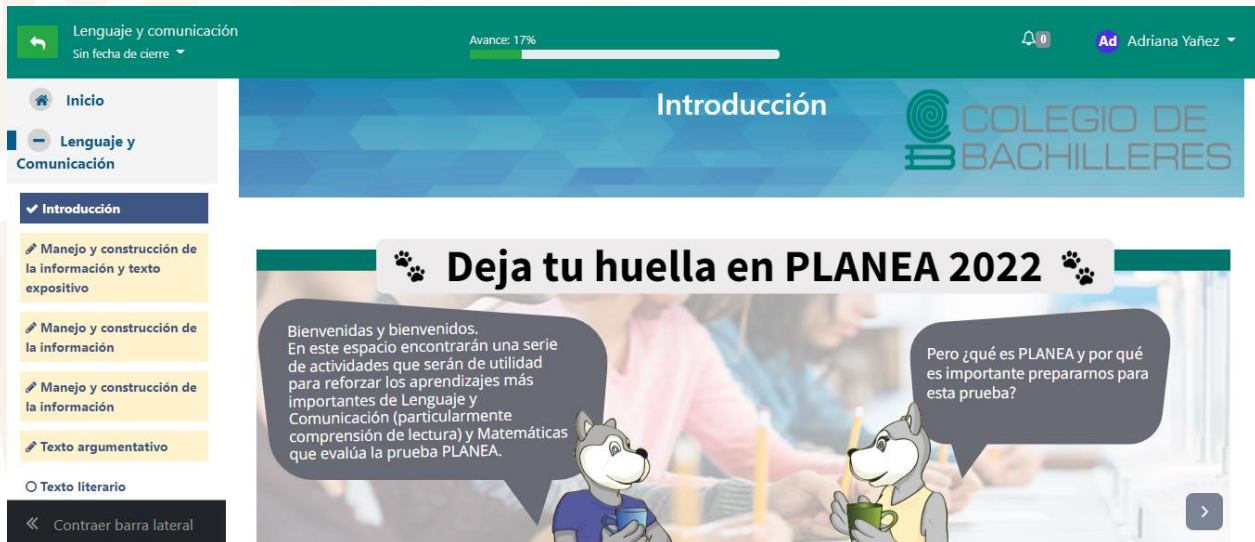 Lenguaje y comunicación
Sin fecha de cierre
Avance: 17%
0
Ad Adriana Yañez
Inicio
Lenguaje y
Comunicación
Introducción
Manejo y construcción de
la información y texto
expositivo
Manejo y construcción de
la información
Manejo y construcción de
la información
Texto argumentativo
Texto literario
Contraer barra lateral
Introducción
COLEGIO DE
BACHILLERES
Deja tu huella en PLANEA 2022
Bienvenidas y bienvenidos.
En este espacio encontrarán una serie
de actividades que serán de utilidad
para reforzar los aprendizajes más
importantes de Lenguaje y
Comunicación (particularmente
comprensión de lectura) y Matemáticas
que evalúa la prueba PLANEA.
Pero ¿qué es PLANEA y por qué
es importante prepararnos para
esta prueba?